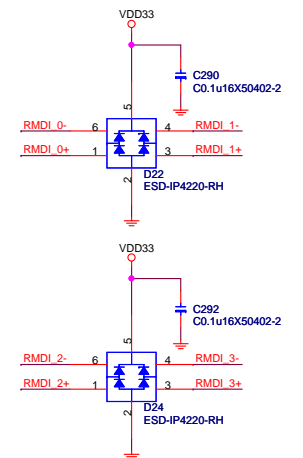 VDD33
C290
C0.1u16X50402-2
5
RMDI_0- 6 4 RMDI_1-
RMDI_0+ 1 3 RMDI_1+
2
D22
ESD-IP4220-RH
VDD33
C292
C0.1u16X50402-2
5
RMDI_2- 6 4 RMDI_3-
RMDI_2+ 1 3 RMDI_3+
2
D24
ESD-IP4220-RH